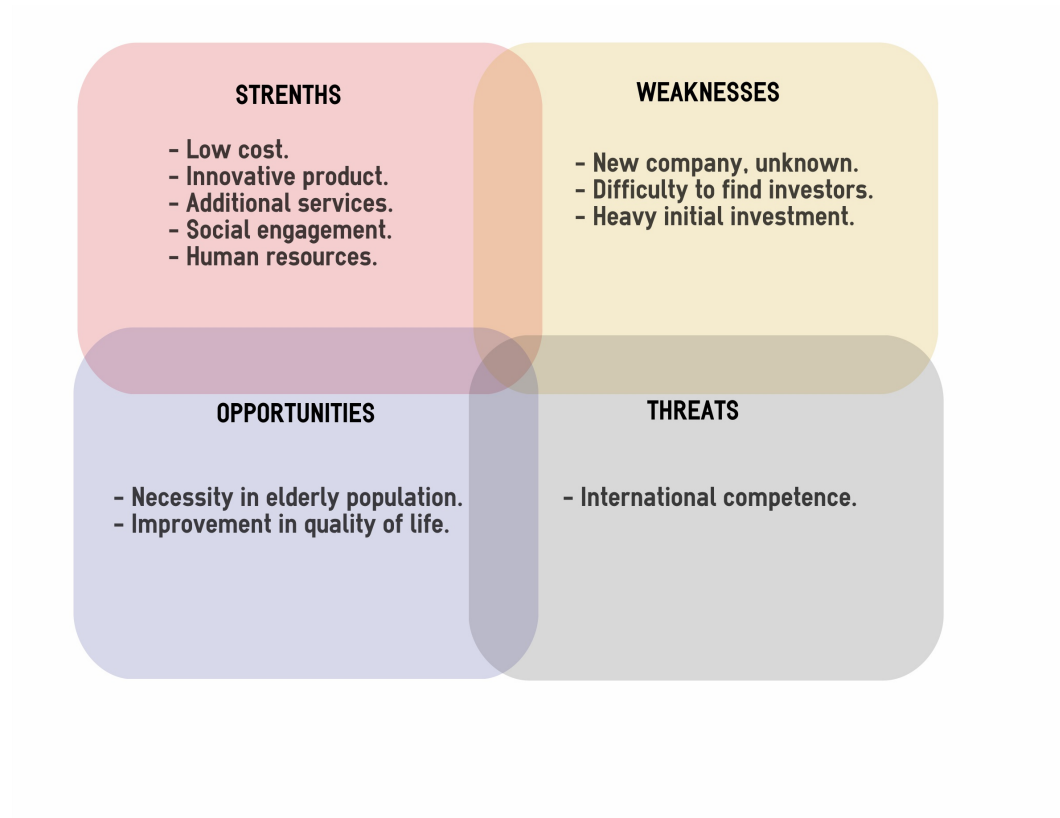 STRENTHS
- Low cost.
- Innovative product.
- Additional services.
- Social engagement.
- Human resources.
WEAKNESSES
- New company, unknown.
- Difficulty to find investors.
- Heavy initial investment.
OPPORTUNITIES
- Necessity in elderly population.
- Improvement in quality of life.
THREATS
- International competence.